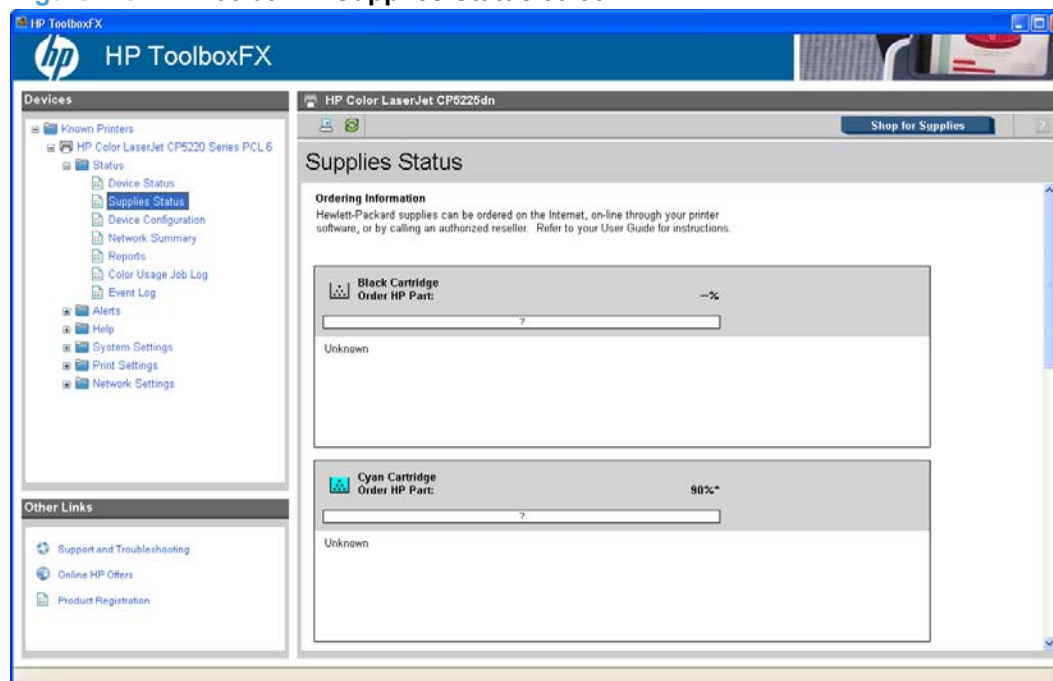 HP ToolboxFX
hp HP ToolboxFX
Devices
Known Printers
HP Color LaserJet CP5220 Series PCL 6
Status
Device Status
Supplies Status
Device Configuration
Network Summary
Reports
Color Usage Job Log
Event Log
Alerts
Help
System Settings
Print Settings
Network Settings
Other Links
Support and Troubleshooting
Online HP Offers
Product Registration
HP Color LaserJet CP5225dn
Shop for Supplies
?
Supplies Status
Ordering Information
Hewlett-Packard supplies can be ordered on the Internet, on-line through your printer
software, or by calling an authorized reseller. Refer to your User Guide for instructions.
Black Cartridge
Order HP Part: --%
?
Unknown
Cyan Cartridge
Order HP Part: 90%*
?
Unknown